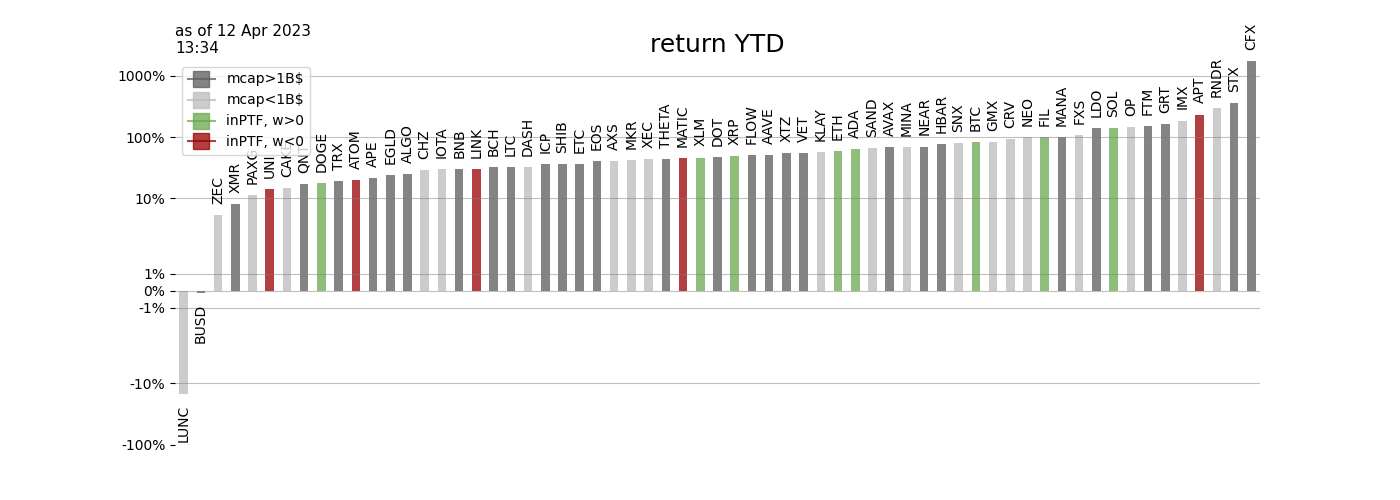 as of 12 Apr 2023
13:34
return YTD
1000%
100%
10%
1%
0%
-1%
-10%
-100%
mcap>1B$
mcap<1B$
inPTF, w>0
inPTF, w<0
LUNC
BUSD
ZEC
XMR
PAXG
UNI
CAKE
QNT
DOGE
TRX
ATOM
APE
EGLD
ALGO
CHZ
IOTA
BNB
LINK
BCH
LTC
DASH
ICP
SHIB
ETC
EOS
AXS
MKR
XEC
THETA
MATIC
XLM
DOT
XRP
FLOW
AAVE
XTZ
VET
KLAY
ETH
ADA
SAND
AVAX
MINA
NEAR
HBAR
SNX
BTC
GMX
CRV
NEO
FIL
MANA
FXS
LDO
SOL
OP
FTM
GRT
IMX
APT
RNDR
STX
CFX